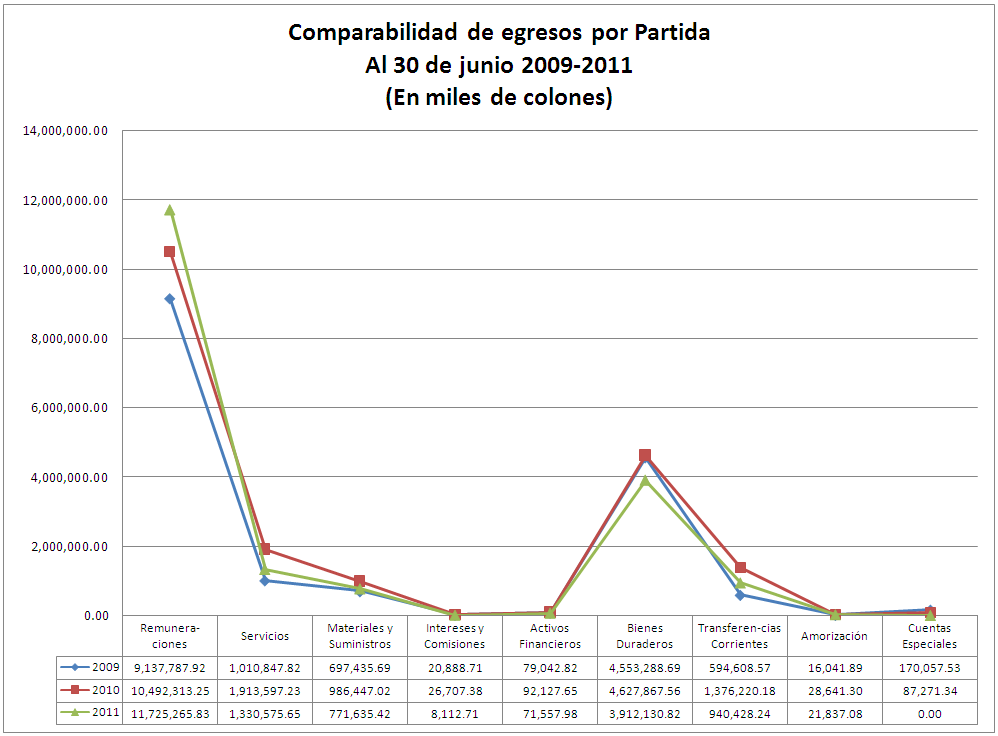 Comparabilidad de egresos por Partida
Al 30 de junio 2009-2011
(En miles de colones)
14,000,000.00
12,000,000.00
10,000,000.00
8,000,000.00
6,000,000.00
4,000,000.00
2,000,000.00
0.00
Remunera-
ciones
Servicios
Materiales y
Suministros
Intereses y
Comisiones
Activos
Financieros
Bienes
Duraderos
Transferen-cias
Corrientes
Amorización
Cuentas
Especiales
2009 9,137,787.92 1,010,847.82 697,435.69 20,888.71 79,042.82 4,553,288.69 594,608.57 16,041.89 170,057.53
2010 10,492,313.25 1,913,597.23 986,447.02 26,707.38 92,127.65 4,627,867.56 1,376,220.18 28,641.30 87,271.34
2011 11,725,265.83 1,330,575.65 771,635.42 8,112.71 71,557.98 3,912,130.82 940,428.24 21,837.08 0.00